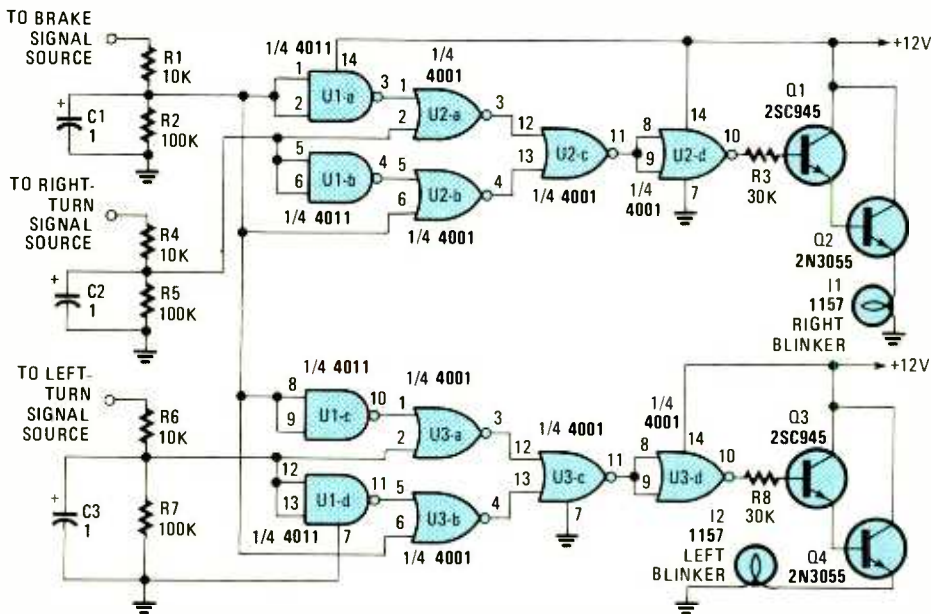 TO BRAKE
SIGNAL
SOURCE
R1
10K
+
C1
1
R2
100K
TO RIGHT-
TURN
SIGNAL
SOURCE
R4
10K
+
C2
1
R5
100K
TO LEFT-
TURN
SIGNAL
SOURCE
R6
10K
+
C3
1
R7
100K
1/4 4011
1
2
14
U1-a
3
1/4
4001
1
2
U2-a
3
5
6
U1-b
4
1/4 4011
5
6
U2-b
4
1/4 4001
12
13
U2-c
11
1/4 4001
8
9
14
U2-d
10
7
1/4
4001
R3
30K
+12V
Q1
2SC945
Q2
2N3055
I1
1157
RIGHT
BLINKER
1/4 4011
8
9
U1-c
10
1/4 4001
1
2
U3-a
3
12
13
U1-d
11
7
1/4 4011
5
6
U3-b
4
1/4 4001
1/4 4001
12
13
U3-c
11
7
1/4
4001
8
9
14
U3-d
10
R8
30K
+12V
Q3
2SC945
Q4
2N3055
I2
1157
LEFT
BLINKER